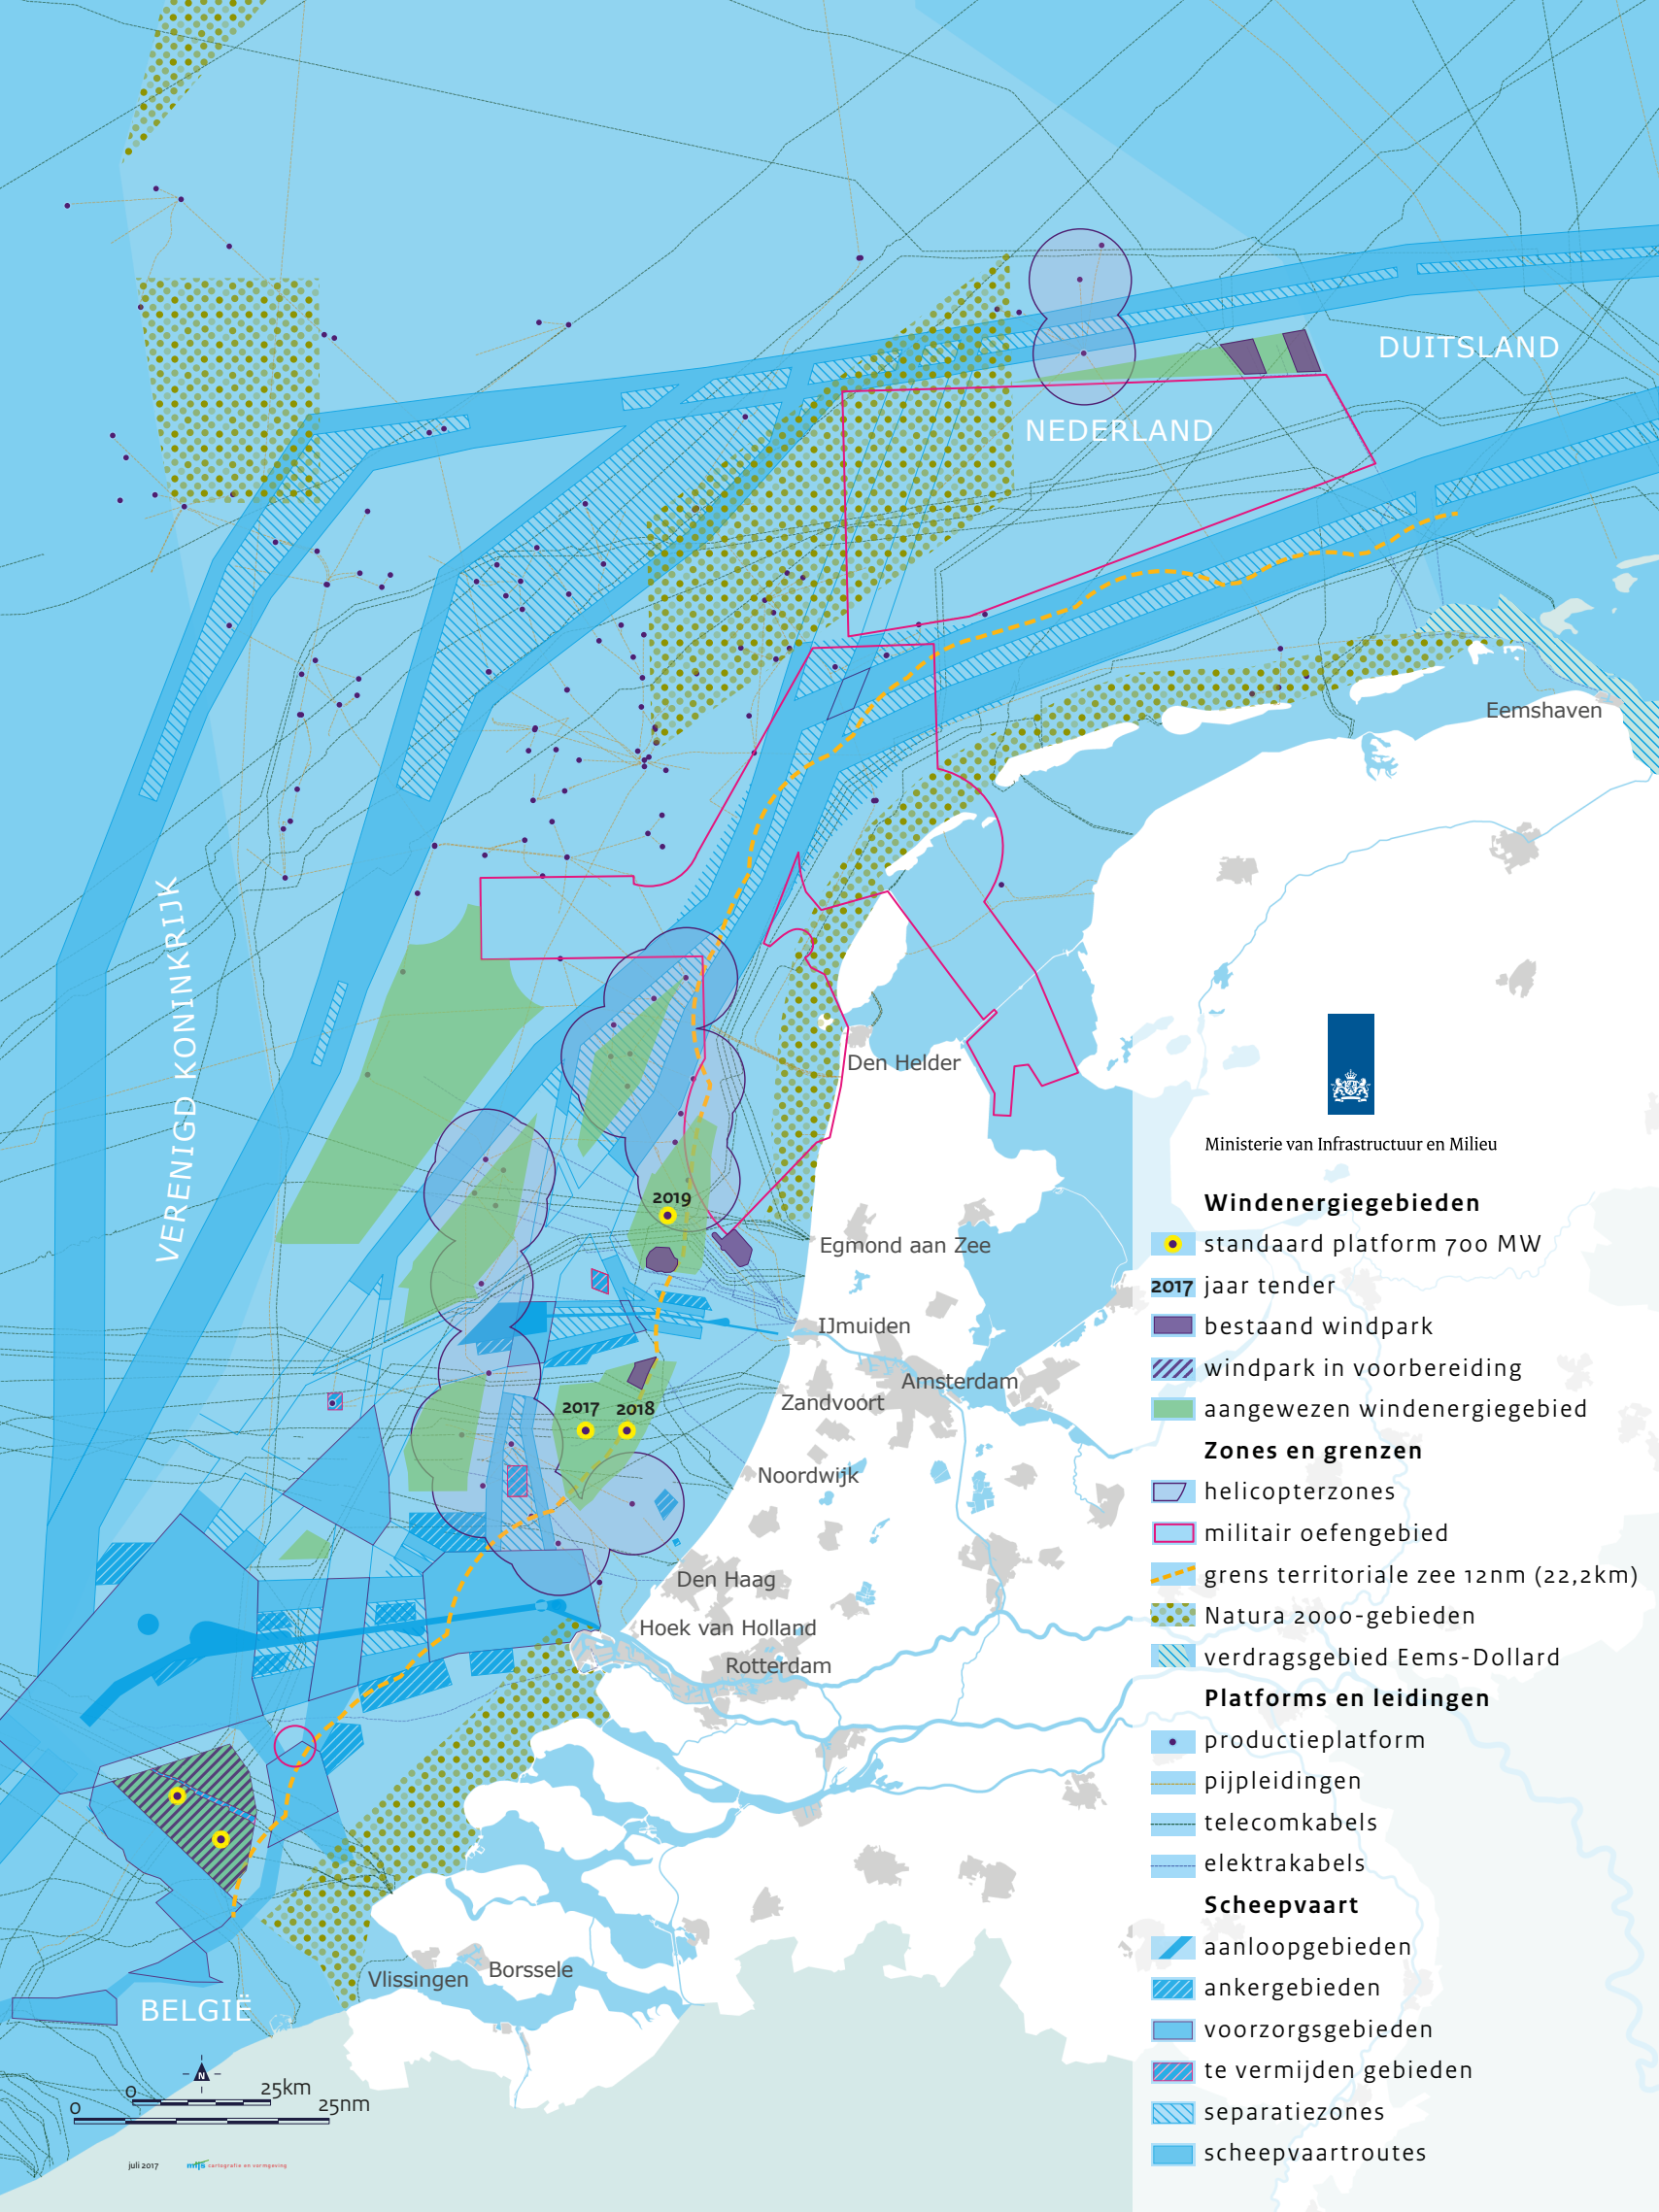 DUITSLAND
NEDERLAND
Eemshaven
VERENIGD KONINKRIJK
Den Helder
2019
Egmond aan Zee
IJmuiden
Amsterdam
Zandvoort
2017
2018
Noordwijk
Den Haag
Hoek van Holland
Rotterdam
Vlissingen
Borssele
BELGIË
N
0
25km
0
25nm
juli 2017
mijs cartografie en vormgeving
Ministerie van Infrastructuur en Milieu
Windenergiegebieden
standaard platform 700 MW
2017 jaar tender
bestaand windpark
windpark in voorbereiding
aangewezen windenergiegebied
Zones en grenzen
helicopterzones
militair oefengebied
grens territoriale zee 12nm (22,2km)
Natura 2000-gebieden
verdragsgebied Eems-Dollard
Platforms en leidingen
productieplatform
pijpleidingen
telecomkabels
elektrakabels
Scheepvaart
aanloopgebieden
ankergebieden
voorzorgsgebieden
te vermijden gebieden
separatiezones
scheepvaartroutes